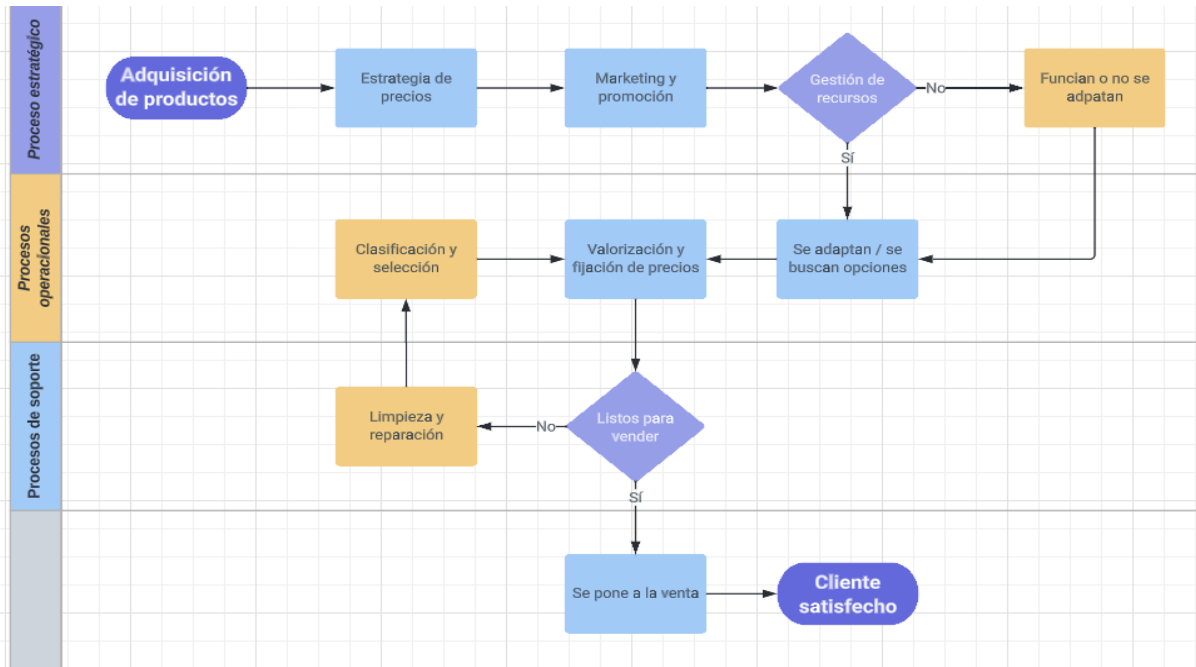 Proceso estratégico
Adquisición
de productos
Estrategia de
precios
Marketing y
promoción
Gestión de
recursos
No
Funcian o no se
adpatan
Sí
Procesos
operacionales
Clasificación y
selección
Valorización y
fijación de precios
Se adaptan / se
buscan opciones
Procesos de soporte
Limpieza y
reparación
No
Listos para
vender
Sí
Se pone a la venta
Cliente
satisfecho